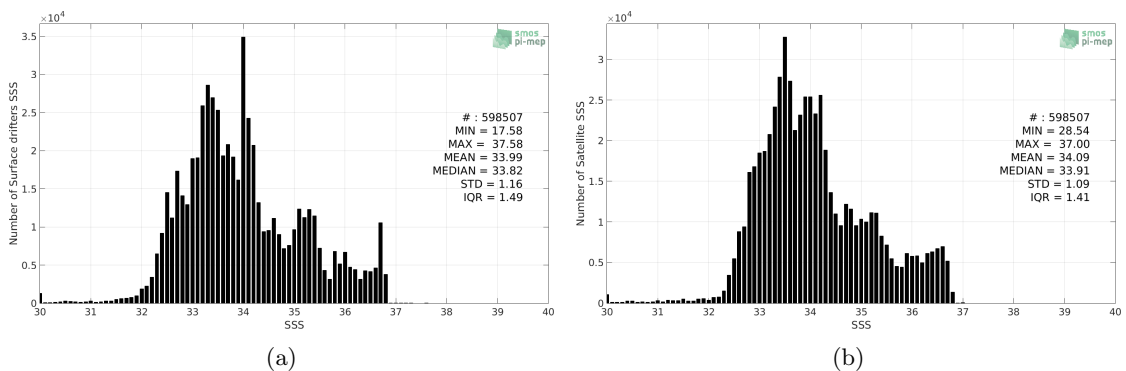 ×10⁴
3.5
3
2.5
2
1.5
1
0.5
0
Number of Surface drifters SSS
30 31 32 33 34 35 36 37 38 39 40
SSS
smos
pi-mep
# : 598507
MIN = 17.58
MAX = 37.58
MEAN = 33.99
MEDIAN = 33.82
STD = 1.16
IQR = 1.49
(a)
×10⁴
3
2.5
2
1.5
1
0.5
0
Number of Satellite SSS
30 31 32 33 34 35 36 37 38 39 40
SSS
smos
pi-mep
# : 598507
MIN = 28.54
MAX = 37.00
MEAN = 34.09
MEDIAN = 33.91
STD = 1.09
IQR = 1.41
(b)